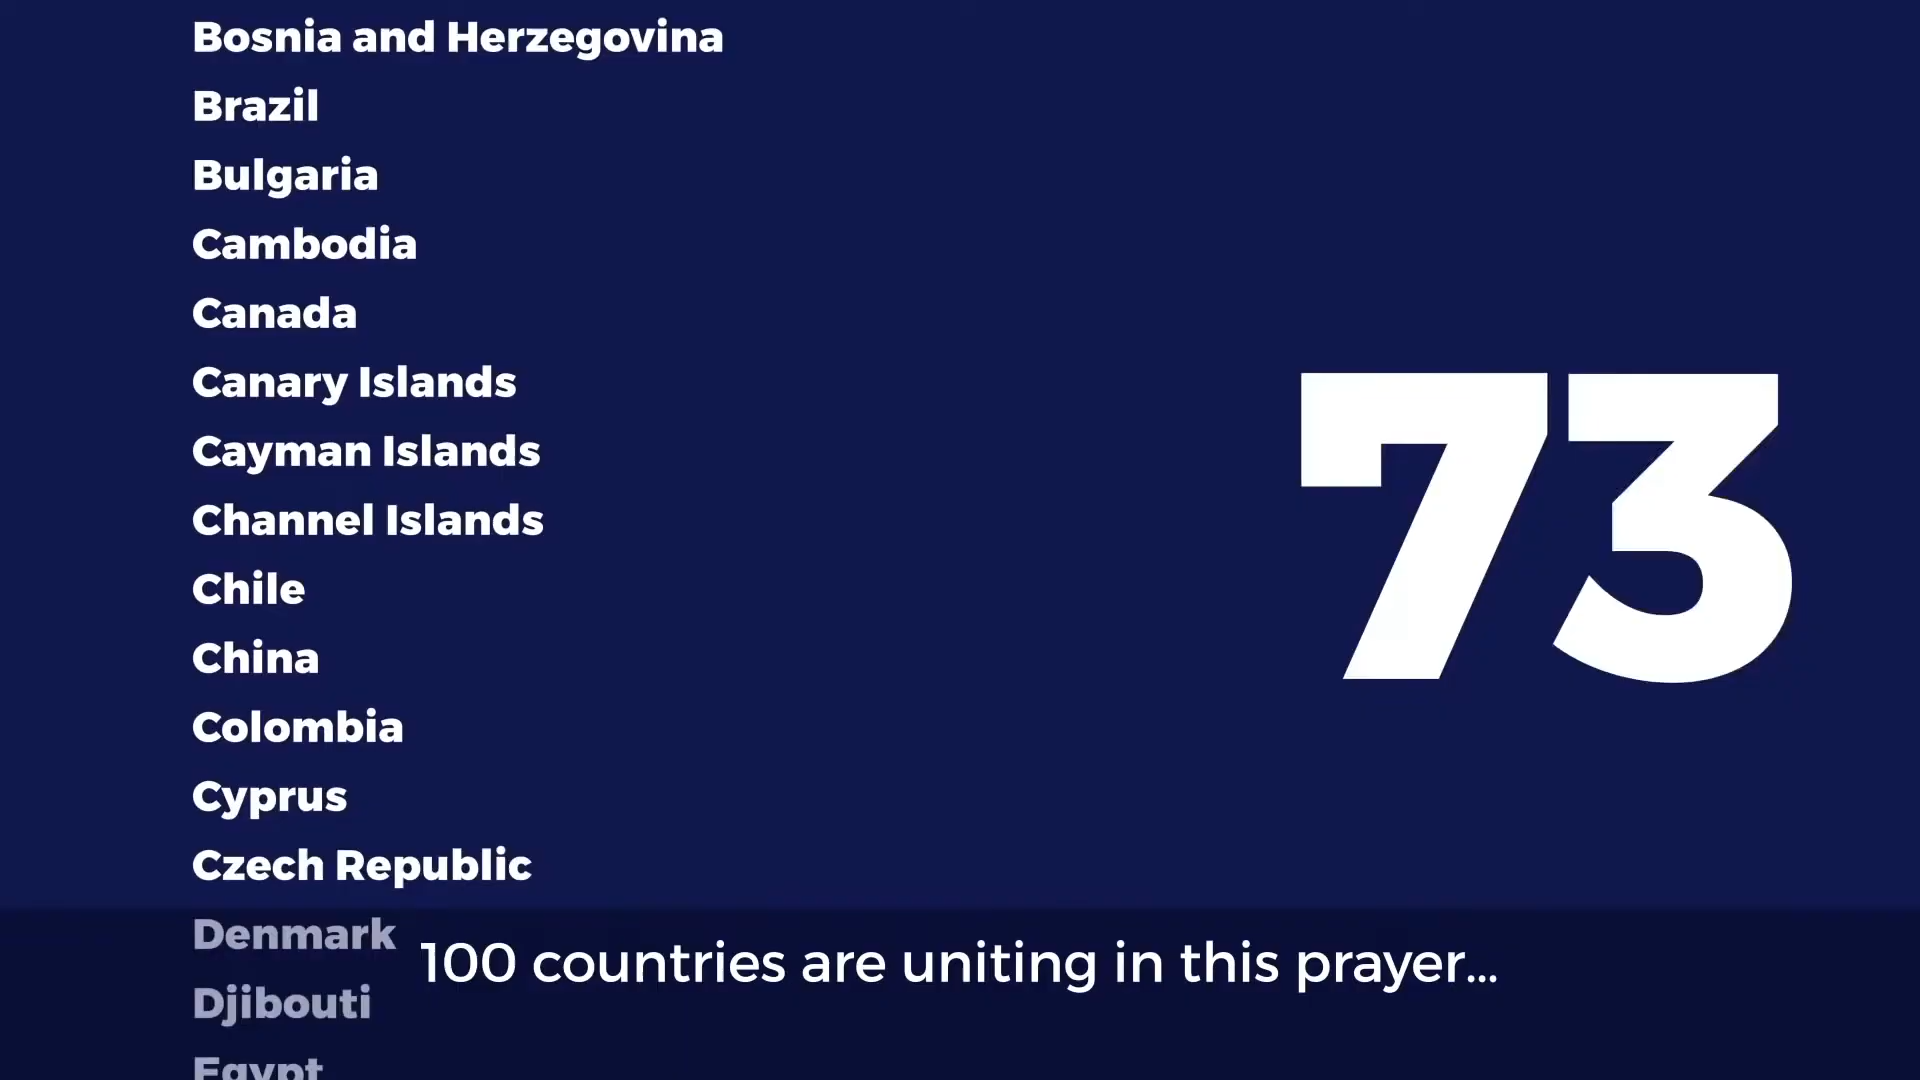 Bosnia and Herzegovina
Brazil
Bulgaria
Cambodia
Canada
Canary Islands
Cayman Islands
Channel Islands
Chile
China
Colombia
Cyprus
Czech Republic
Denmark
Djibouti
Egypt
73
100 countries are uniting in this prayer...